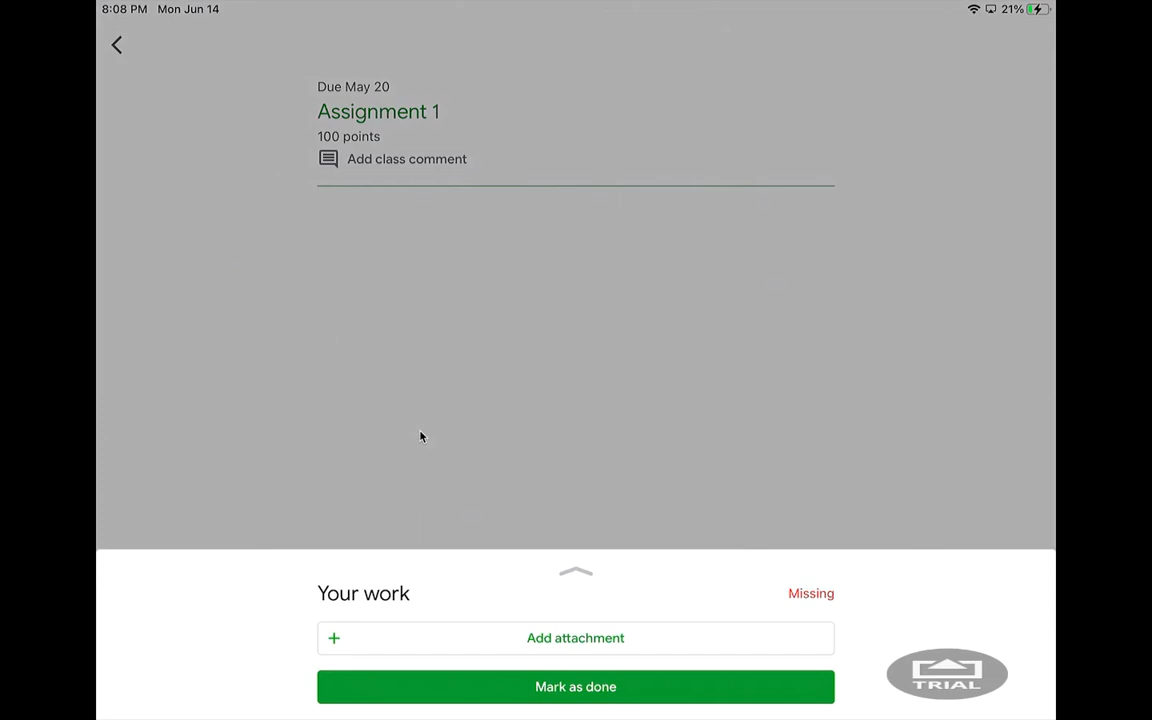 8:08 PM Mon Jun 14
21%
Due May 20
Assignment 1
100 points
Add class comment
Your work
Missing
+ Add attachment
Mark as done
TRIAL